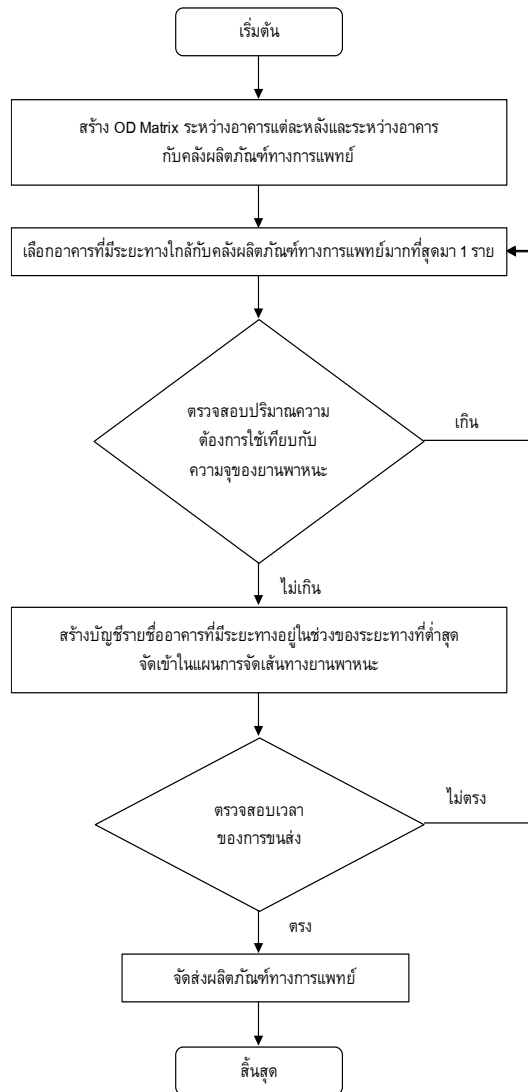 เริ่มต้น
สร้าง OD Matrix ระหว่างอาคารแต่ละหลังและระหว่างอาคาร
กับคลังผลิตภัณฑ์ทางการแพทย์
เลือกอาคารที่มีระยะทางใกล้กับคลังผลิตภัณฑ์ทางการแพทย์มากที่สุดมา 1 ราย
ตรวจสอบปริมาณความ
ต้องการใช้เทียบกับ
ความจุของยานพาหนะ
เกิน
ไม่เกิน
สร้างบัญชีรายชื่ออาคารที่มีระยะทางอยู่ในช่วงของระยะทางที่ต่ำสุด
จัดเข้าในแผนการจัดเส้นทางยานพาหนะ
ไม่ตรง
ตรวจสอบเวลา
ของการขนส่ง
ตรง
จัดส่งผลิตภัณฑ์ทางการแพทย์
สิ้นสุด